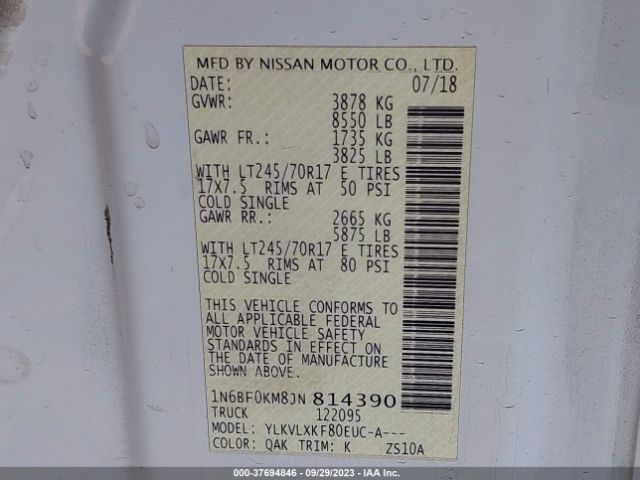 MFD BY NISSAN MOTOR CO., LTD.
DATE: 07/18
GVWR: 3878 KG
8550 LB
GAWR FR.: 1735 KG
3825 LB
WITH LT245/70R17 E TIRES
17X7.5 RIMS AT 50 PSI
COLD SINGLE
GAWR RR.: 2665 KG
5875 LB
WITH LT245/70R17 E TIRES
17X7.5 RIMS AT 80 PSI
COLD SINGLE
THIS VEHICLE CONFORMS TO
ALL APPLICABLE FEDERAL
MOTOR VEHICLE SAFETY
STANDARDS IN EFFECT ON
THE DATE OF MANUFACTURE
SHOWN ABOVE.
1N6BF0KM8JN 814390
TRUCK 122095
MODEL: YLKVLXKF80EUC-A---
COLOR: QAK TRIM: K ZS10A
000-37694846 - 09/29/2023 - IAA Inc.